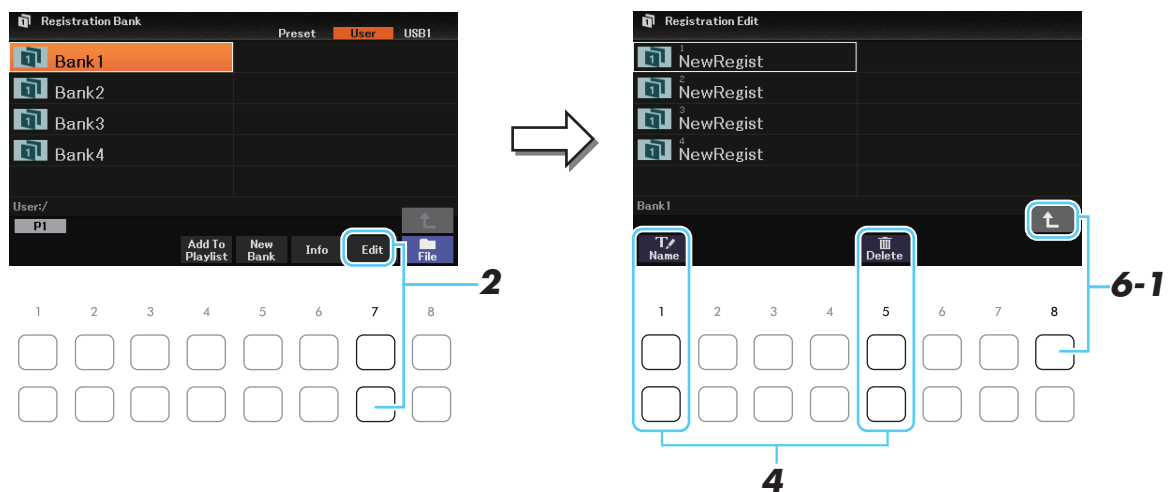 Registration Bank
Preset User USB1
Bank1
Bank2
Bank3
Bank4
User:/
P1
Add To Playlist
New Bank
Info
Edit
File
2
1 2 3 4 5 6 7 8
Registration Edit
1
NewRegist
2
NewRegist
3
NewRegist
4
NewRegist
Bank1
Name
Delete
6-1
1 2 3 4 5 6 7 8
4